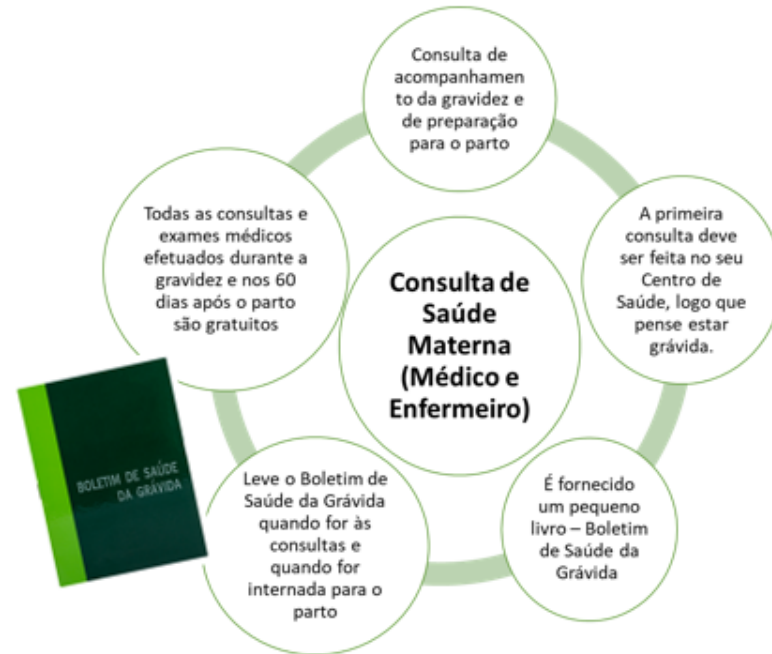 Consulta de
acompanhamen
to da gravidez e
de preparação
para o parto
A primeira
consulta deve
ser feita no seu
Centro de
Saúde, logo que
pense estar
grávida.
É fornecido
um pequeno
livro – Boletim
de Saúde da
Grávida
Leve o Boletim de
Saúde da Grávida
quando for às
consultas e
quando for
internada para o
parto
Todas as consultas e
exames médicos
efetuados durante a
gravidez e nos 60
dias após o parto
são gratuitos
Consulta de
Saúde
Materna
(Médico e
Enfermeiro)
BOLETIM DE SAÚDE
DA GRÁVIDA